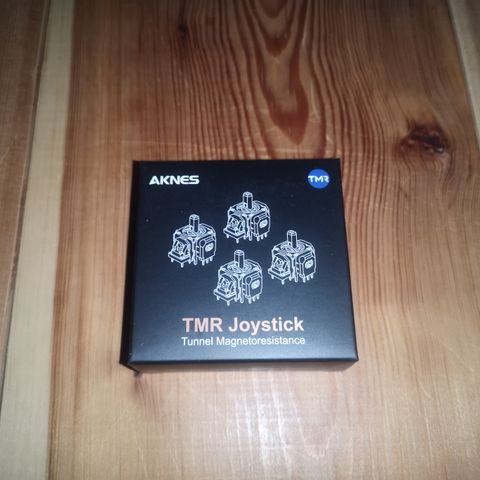 AKNES
TMR
TMR Joystick
Tunnel Magnetoresistance